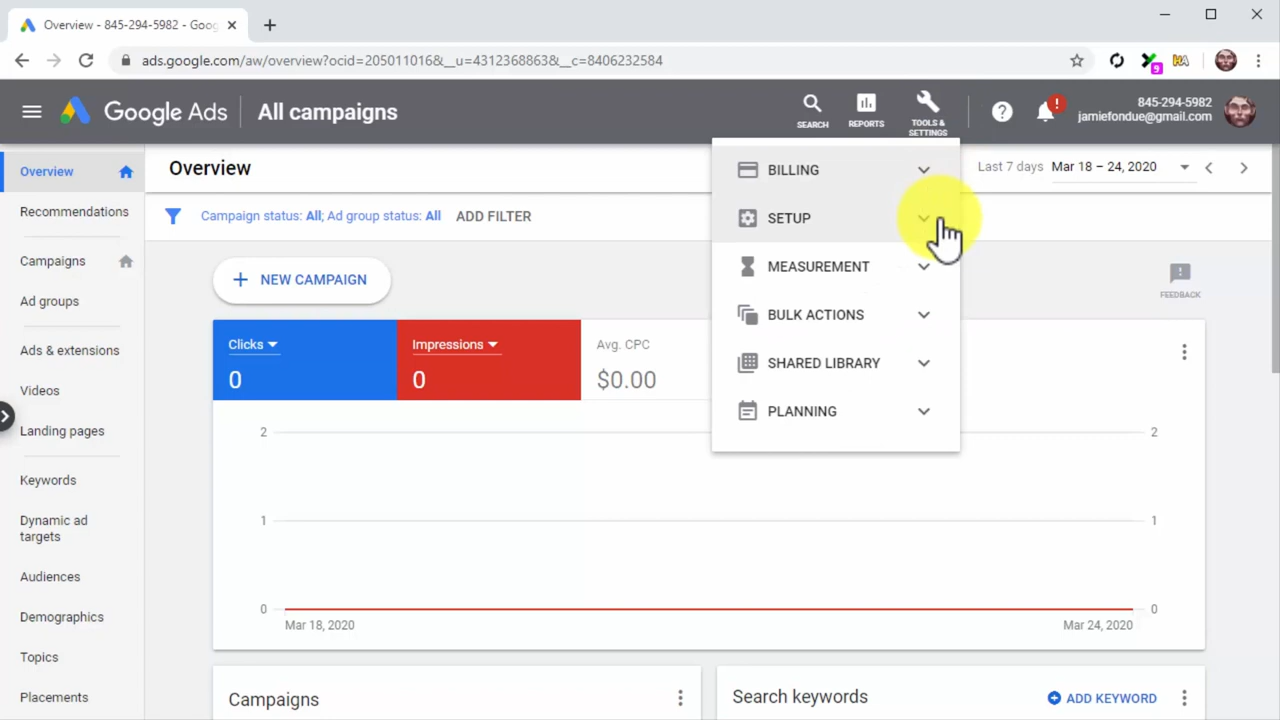 Overview - 845-294-5982 - Goog
ads.google.com/aw/overview?ocid=205011016&__u=4312368863&__c=8406232584
9
Google Ads
All campaigns
SEARCH
REPORTS
TOOLS &
SETTINGS
!
845-294-5982
jamiefondue@gmail.com
Overview
Recommendations
Campaigns
Ad groups
Ads & extensions
Videos
Landing pages
Keywords
Dynamic ad
targets
Audiences
Demographics
Topics
Placements
Overview
Last 7 days Mar 18 – 24, 2020
Campaign status: All; Ad group status: All ADD FILTER
BILLING
SETUP
MEASUREMENT
BULK ACTIONS
SHARED LIBRARY
PLANNING
NEW CAMPAIGN
FEEDBACK
Clicks
0
Impressions
0
Avg. CPC
$0.00
2 2
1 1
0 0
Mar 18, 2020 Mar 24, 2020
Campaigns
Search keywords
ADD KEYWORD